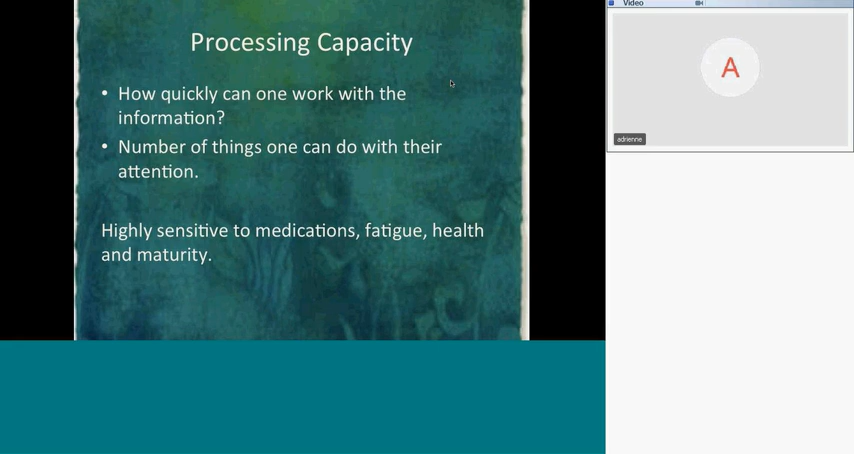 Processing Capacity
• How quickly can one work with the
information?
• Number of things one can do with their
attention.
Highly sensitive to medications, fatigue, health
and maturity.
Video
A
adrienne